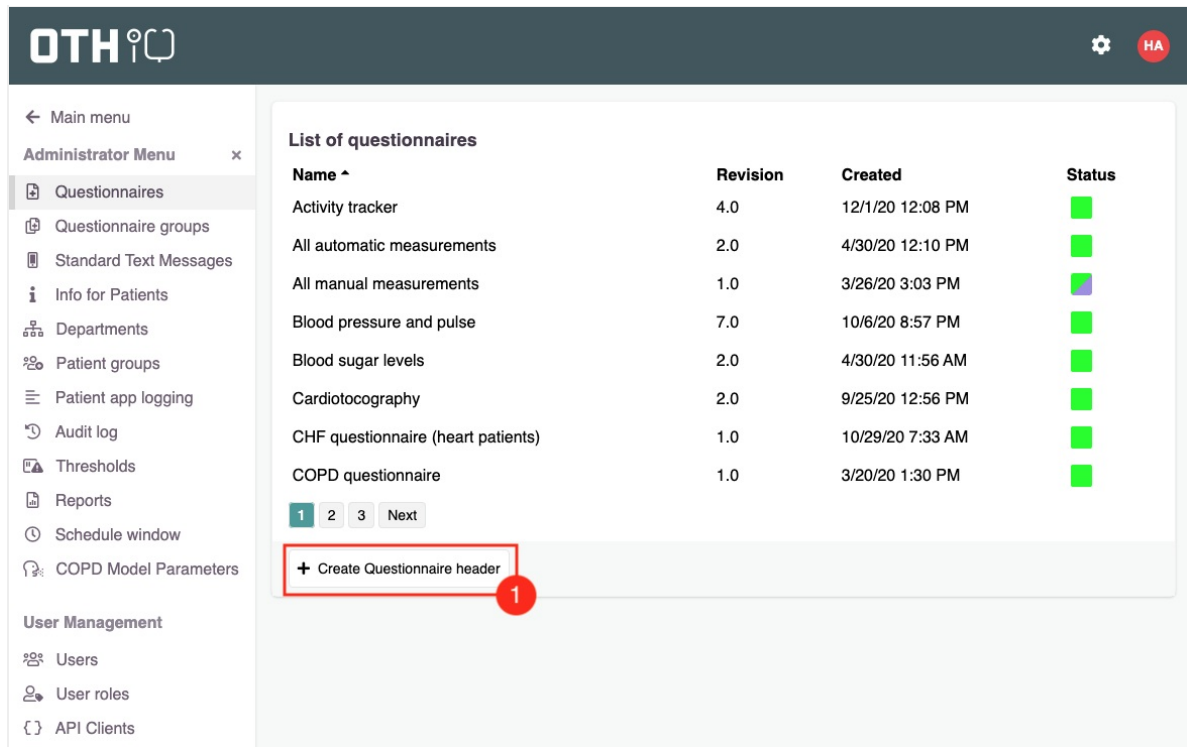 OTH
HA
Main menu
Administrator Menu ×
Questionnaires
Questionnaire groups
Standard Text Messages
Info for Patients
Departments
Patient groups
Patient app logging
Audit log
Thresholds
Reports
Schedule window
COPD Model Parameters
User Management
Users
User roles
{} API Clients
List of questionnaires
Name Revision Created Status
Activity tracker 4.0 12/1/20 12:08 PM
All automatic measurements 2.0 4/30/20 12:10 PM
All manual measurements 1.0 3/26/20 3:03 PM
Blood pressure and pulse 7.0 10/6/20 8:57 PM
Blood sugar levels 2.0 4/30/20 11:56 AM
Cardiotocography 2.0 9/25/20 12:56 PM
CHF questionnaire (heart patients) 1.0 10/29/20 7:33 AM
COPD questionnaire 1.0 3/20/20 1:30 PM
1 2 3 Next
+ Create Questionnaire header
1